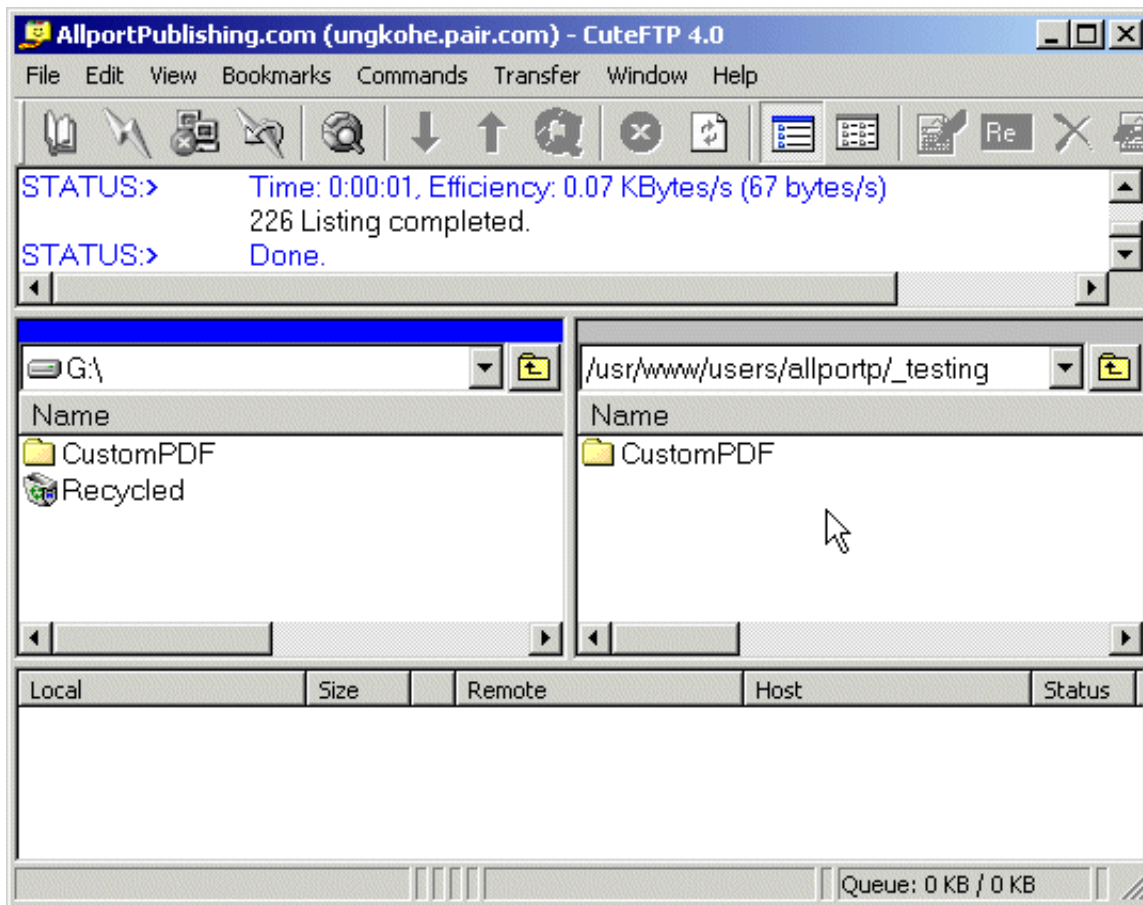 AllportPublishing.com (ungkohe.pair.com) - CuteFTP 4.0
File Edit View Bookmarks Commands Transfer Window Help
Re
STATUS:> Time: 0:00:01, Efficiency: 0.07 KBytes/s (67 bytes/s)
226 Listing completed.
STATUS:> Done.
G:\ /usr/www/users/allportp/_testing
Name Name
CustomPDF CustomPDF
Recycled
Local Size Remote Host Status
Queue: 0 KB / 0 KB